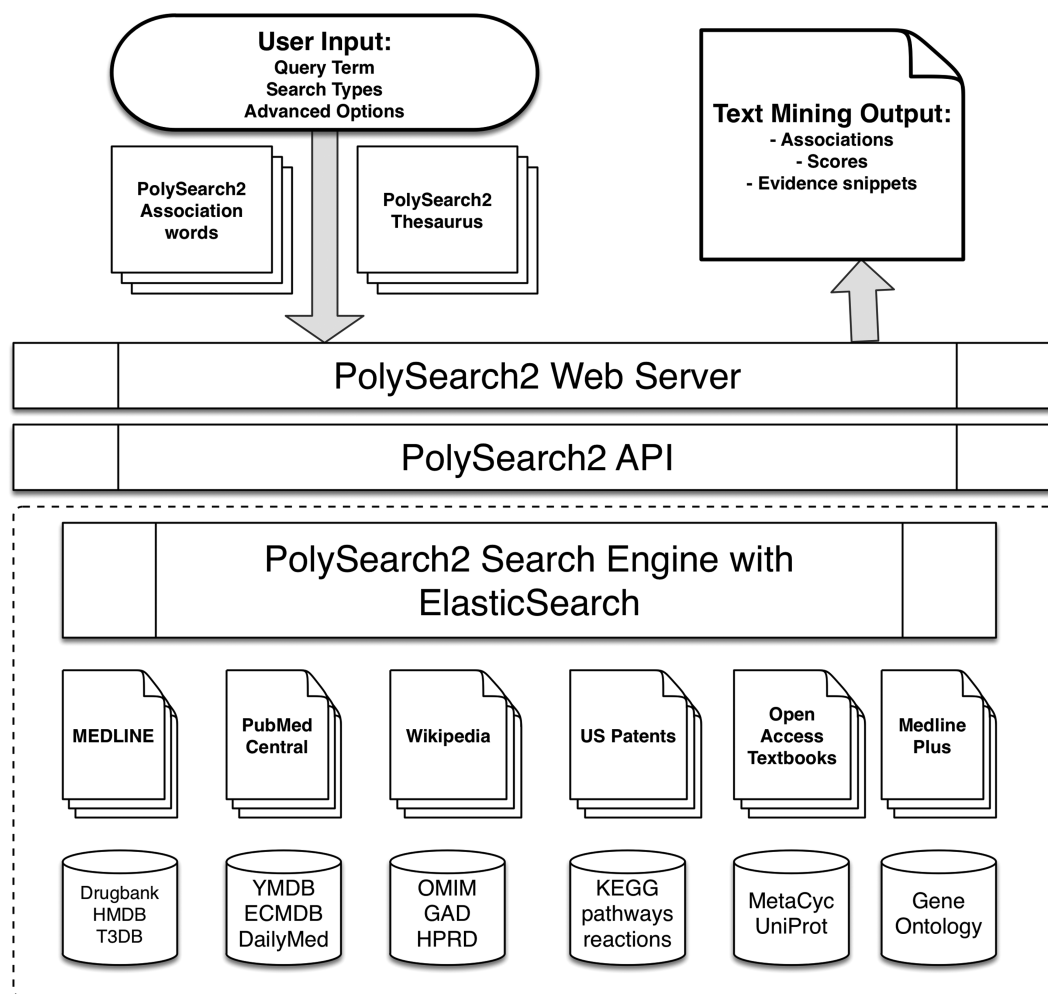 User Input:
Query Term
Search Types
Advanced Options
Text Mining Output:
- Associations
- Scores
- Evidence snippets
PolySearch2
Association
words
PolySearch2
Thesaurus
PolySearch2 Web Server
PolySearch2 API
PolySearch2 Search Engine with
ElasticSearch
MEDLINE
PubMed
Central
Wikipedia
US Patents
Open
Access
Textbooks
Medline
Plus
Drugbank
HMDB
T3DB
YMDB
ECMDB
DailyMed
OMIM
GAD
HPRD
KEGG
pathways
reactions
MetaCyc
UniProt
Gene
Ontology